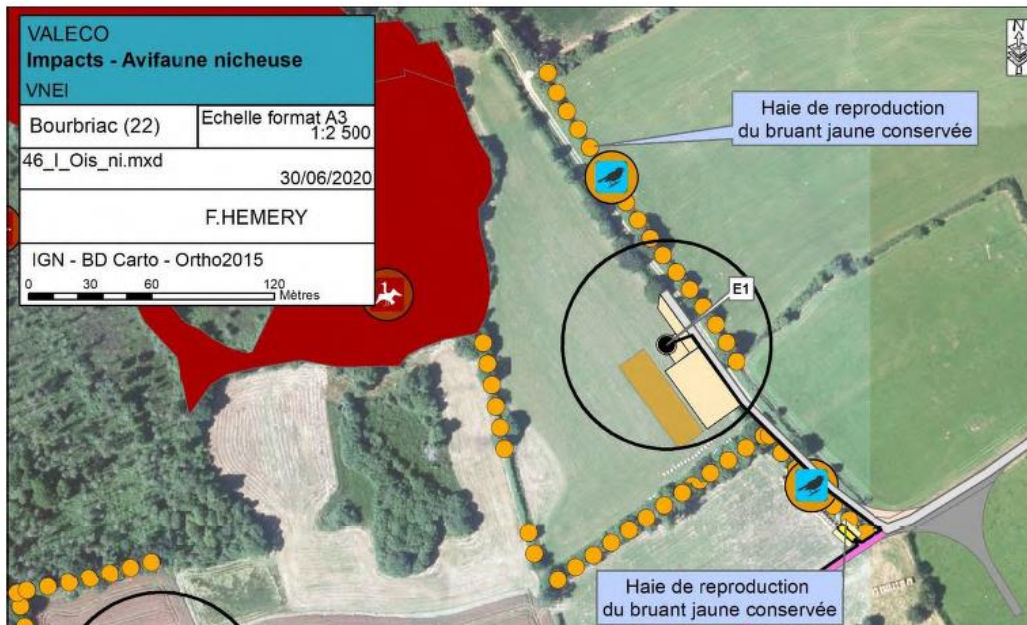 VALECO
Impacts - Avifaune nicheuse
VNEI
Bourbriac (22)
Echelle format A3
1:2 500
46_I_Ois_ni.mxd
30/06/2020
F.HEMERY
IGN - BD Carto - Ortho2015
0 30 60 120
Mètres
N
Haie de reproduction
du bruant jaune conservée
E1
Haie de reproduction
du bruant jaune conservée